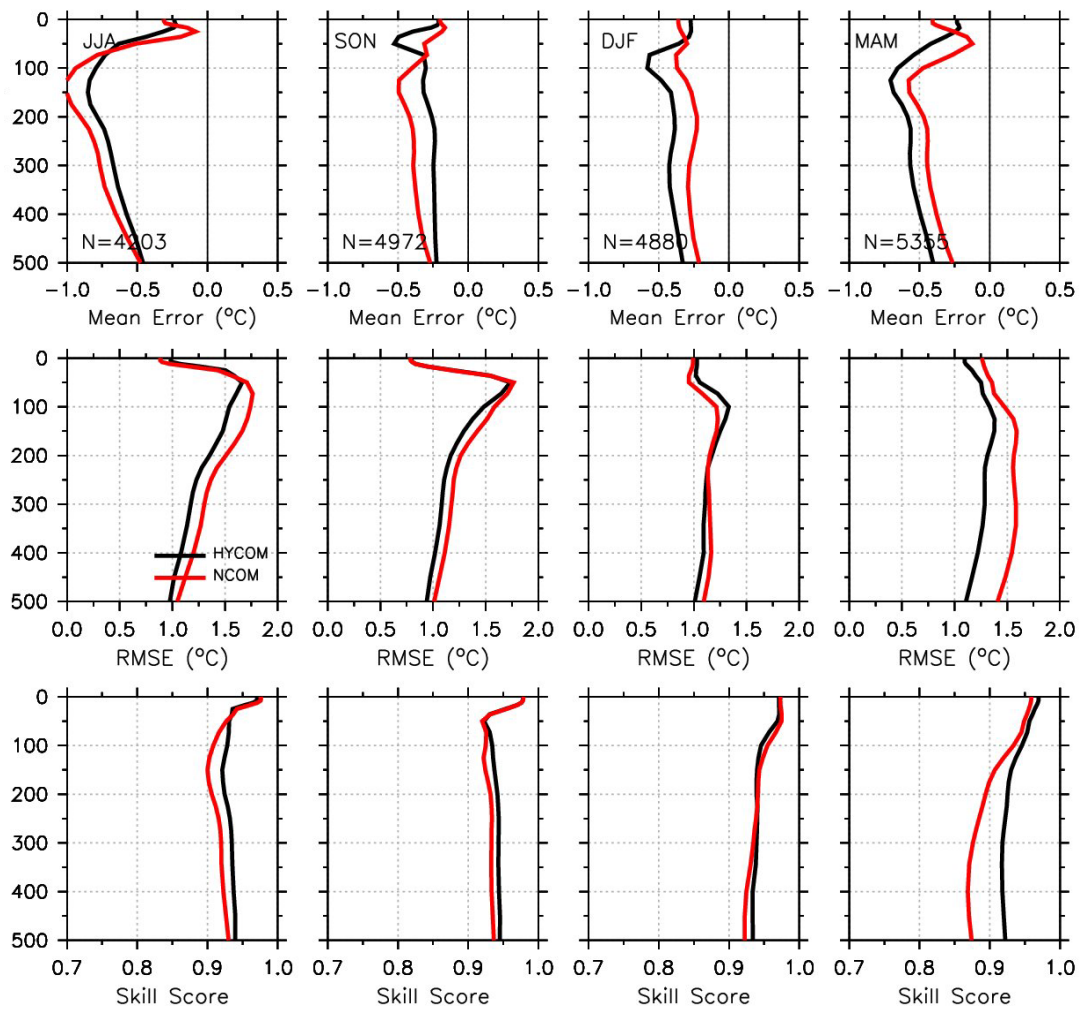 0
100
200
300
400
500
JJA
SON
DJF
MAM
N=4203
N=4972
N=4880
N=5355
−1.0 −0.5 0.0 0.5
−1.0 −0.5 0.0 0.5
−1.0 −0.5 0.0 0.5
−1.0 −0.5 0.0 0.5
Mean Error (°C)
Mean Error (°C)
Mean Error (°C)
Mean Error (°C)
0
100
200
300
400
500
HYCOM
NCOM
0.0 0.5 1.0 1.5 2.0
0.0 0.5 1.0 1.5 2.0
0.0 0.5 1.0 1.5 2.0
0.0 0.5 1.0 1.5 2.0
RMSE (°C)
RMSE (°C)
RMSE (°C)
RMSE (°C)
0
100
200
300
400
500
0.7 0.8 0.9 1.0
0.7 0.8 0.9 1.0
0.7 0.8 0.9 1.0
0.7 0.8 0.9 1.0
Skill Score
Skill Score
Skill Score
Skill Score